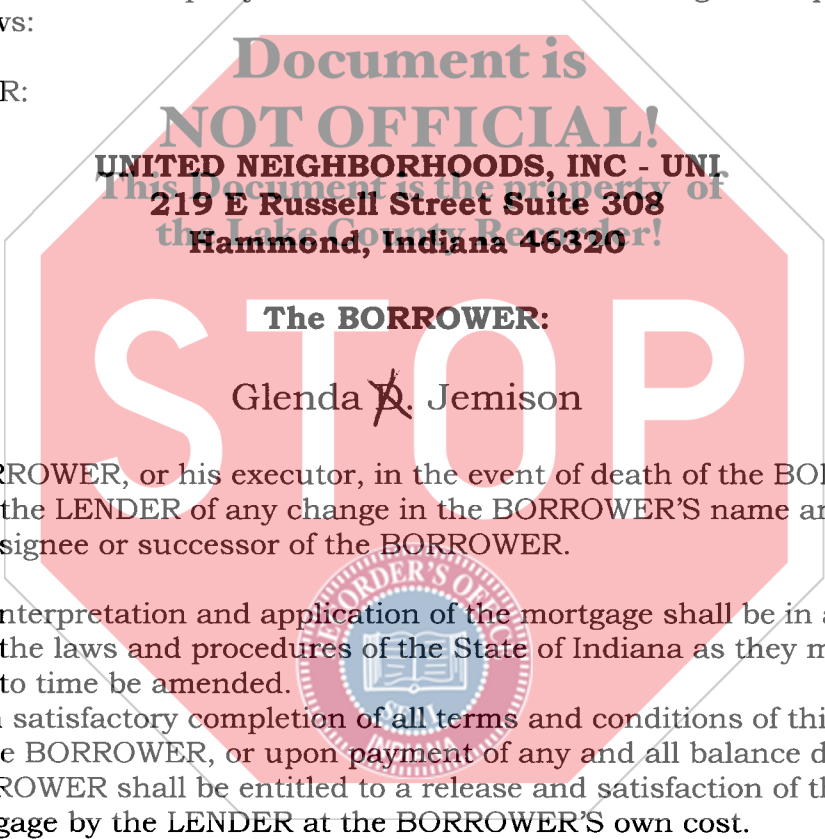 ws:
Document is
R:
NOT OFFICIAL!
UNITED NEIGHBORHOODS, INC - UNI
This Document is the property of
219 E Russell Street Suite 308
the Lake County Recorder!
Hammond, Indiana 46320
STOP
The BORROWER:
Glenda D. Jemison
RROWER, or his executor, in the event of death of the BO
the LENDER of any change in the BORROWER'S name a
signee or successor of the BORROWER.
RECORDER'S OFFIC
nterpretation and application of the mortgage shall be in a
the laws and procedures of the State of Indiana as they m
to time be amended.
SEAL
n satisfactory completion of all terms and conditions of thi
INDIANA
e BORROWER, or upon payment of any and all balance d
ROWER shall be entitled to a release and satisfaction of th
gage by the LENDER at the BORROWER'S own cost.